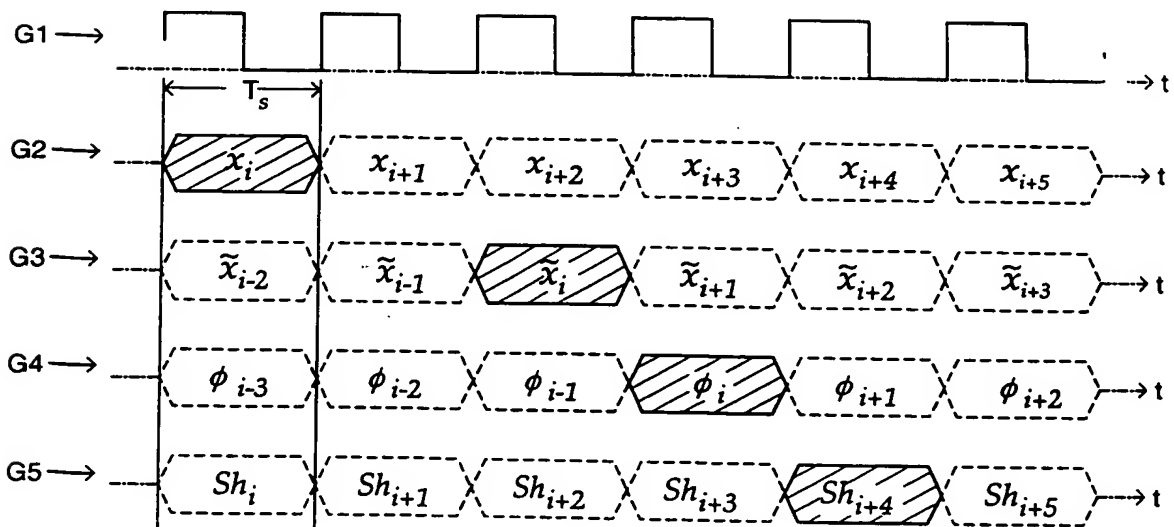 G1 t
T_s
G2 x_i x_{i+1} x_{i+2} x_{i+3} x_{i+4} x_{i+5} t
G3 x̃_{i-2} x̃_{i-1} x̃_i x̃_{i+1} x̃_{i+2} x̃_{i+3} t
G4 ϕ_{i-3} ϕ_{i-2} ϕ_{i-1} ϕ_i ϕ_{i+1} ϕ_{i+2} t
G5 Sh_i Sh_{i+1} Sh_{i+2} Sh_{i+3} Sh_{i+4} Sh_{i+5} t